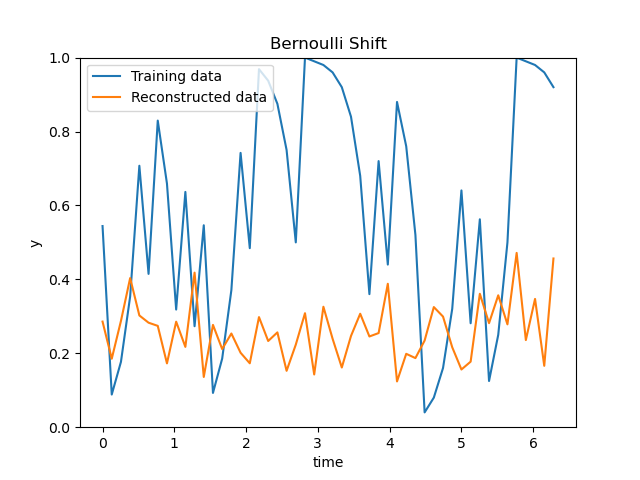 Bernoulli Shift
Training data
Reconstructed data
1.0
0.8
0.6
0.4
0.2
0.0
y
0 1 2 3 4 5 6
time